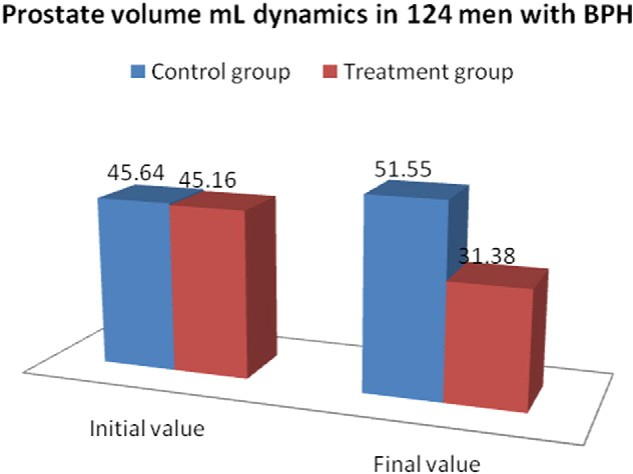 Prostate volume mL dynamics in 124 men with BPH
Control group Treatment group
45.64 45.16 51.55 31.38
Initial value
Final value